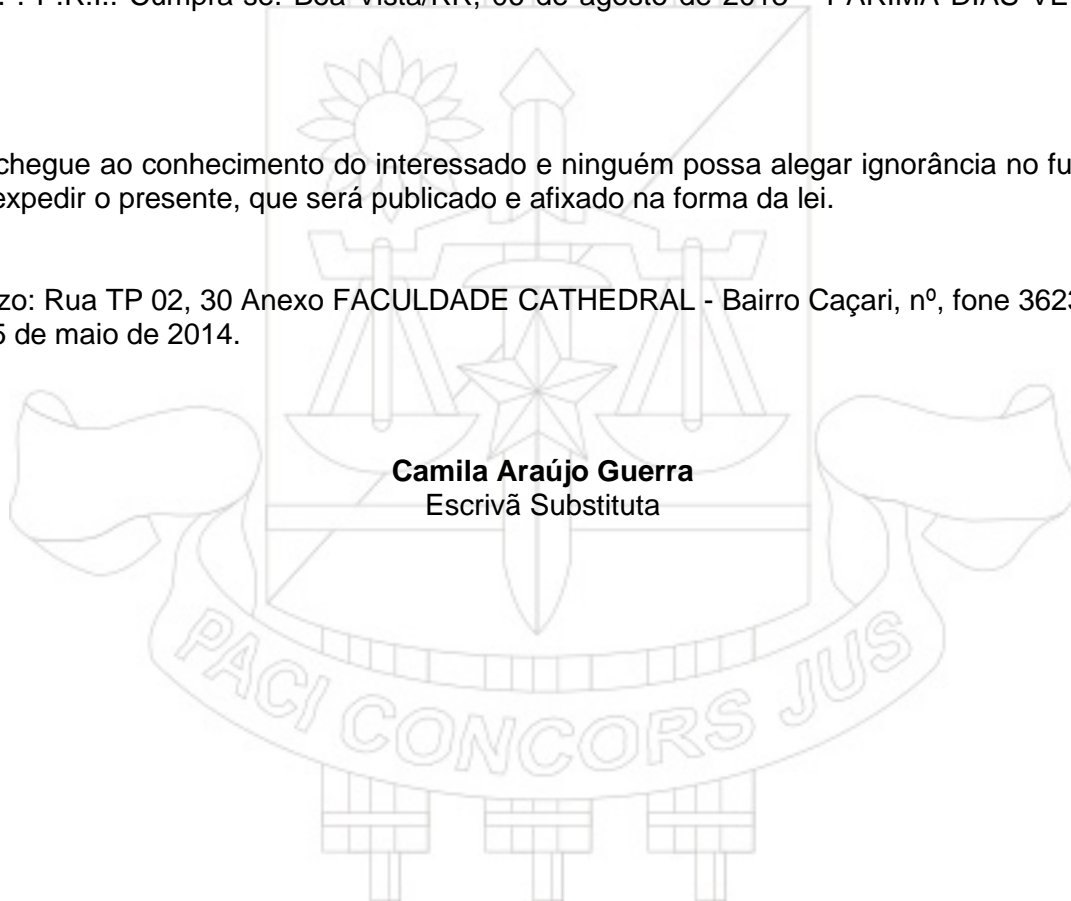 P.R.I.. Cumpra-se. Boa Vista/RR, 06 de agosto de 2013 - PARIMA DIAS VE
chegue ao conhecimento do interessado e ninguém possa alegar ignorância no fu
expedir o presente, que será publicado e afixado na forma da lei.
zo: Rua TP 02, 30 Anexo FACULDADE CATHEDRAL - Bairro Caçari, nº, fone 3623
5 de maio de 2014.
Camila Araújo Guerra
Escrivã Substituta
PACI CONCORS JUS